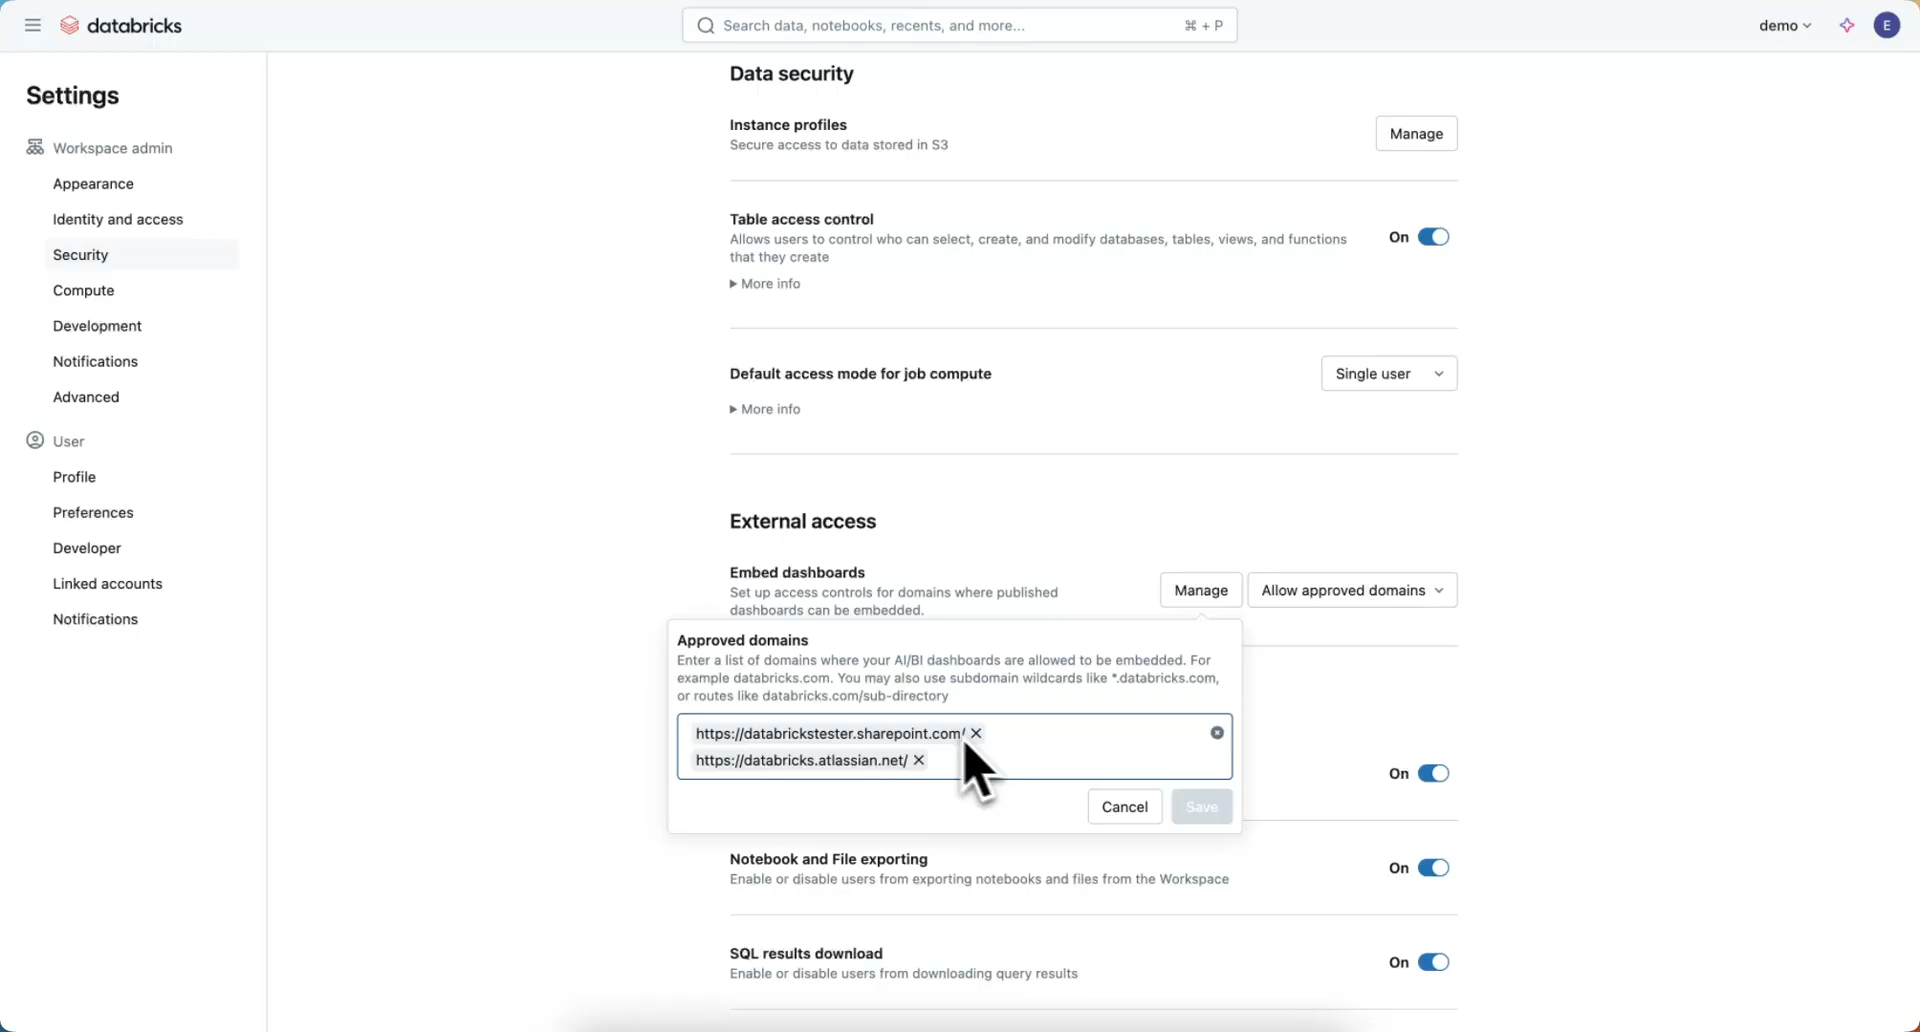 databricks
Search data, notebooks, recents, and more...
⌘ + P
demo
E
Settings
Workspace admin
Appearance
Identity and access
Security
Compute
Development
Notifications
Advanced
User
Profile
Preferences
Developer
Linked accounts
Notifications
Data security
Instance profiles
Secure access to data stored in S3
Manage
Table access control
Allows users to control who can select, create, and modify databases, tables, views, and functions
that they create
More info
On
Default access mode for job compute
More info
Single user
External access
Embed dashboards
Set up access controls for domains where published
dashboards can be embedded.
Manage
Allow approved domains
Approved domains
Enter a list of domains where your AI/BI dashboards are allowed to be embedded. For
example databricks.com. You may also use subdomain wildcards like *.databricks.com,
or routes like databricks.com/sub-directory
https://databrickstester.sharepoint.com/
https://databricks.atlassian.net/
Cancel
Save
On
Notebook and File exporting
Enable or disable users from exporting notebooks and files from the Workspace
On
SQL results download
Enable or disable users from downloading query results
On